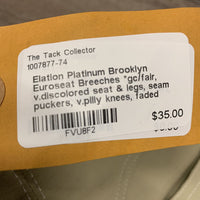 The Tack Collector
1007877-74
Elation Platinum Brooklyn
Euroseat Breeches *gc/fair,
v.discolored seat & legs, seam
puckers, v.pilly knees, faded
$35.00
FVU8F2